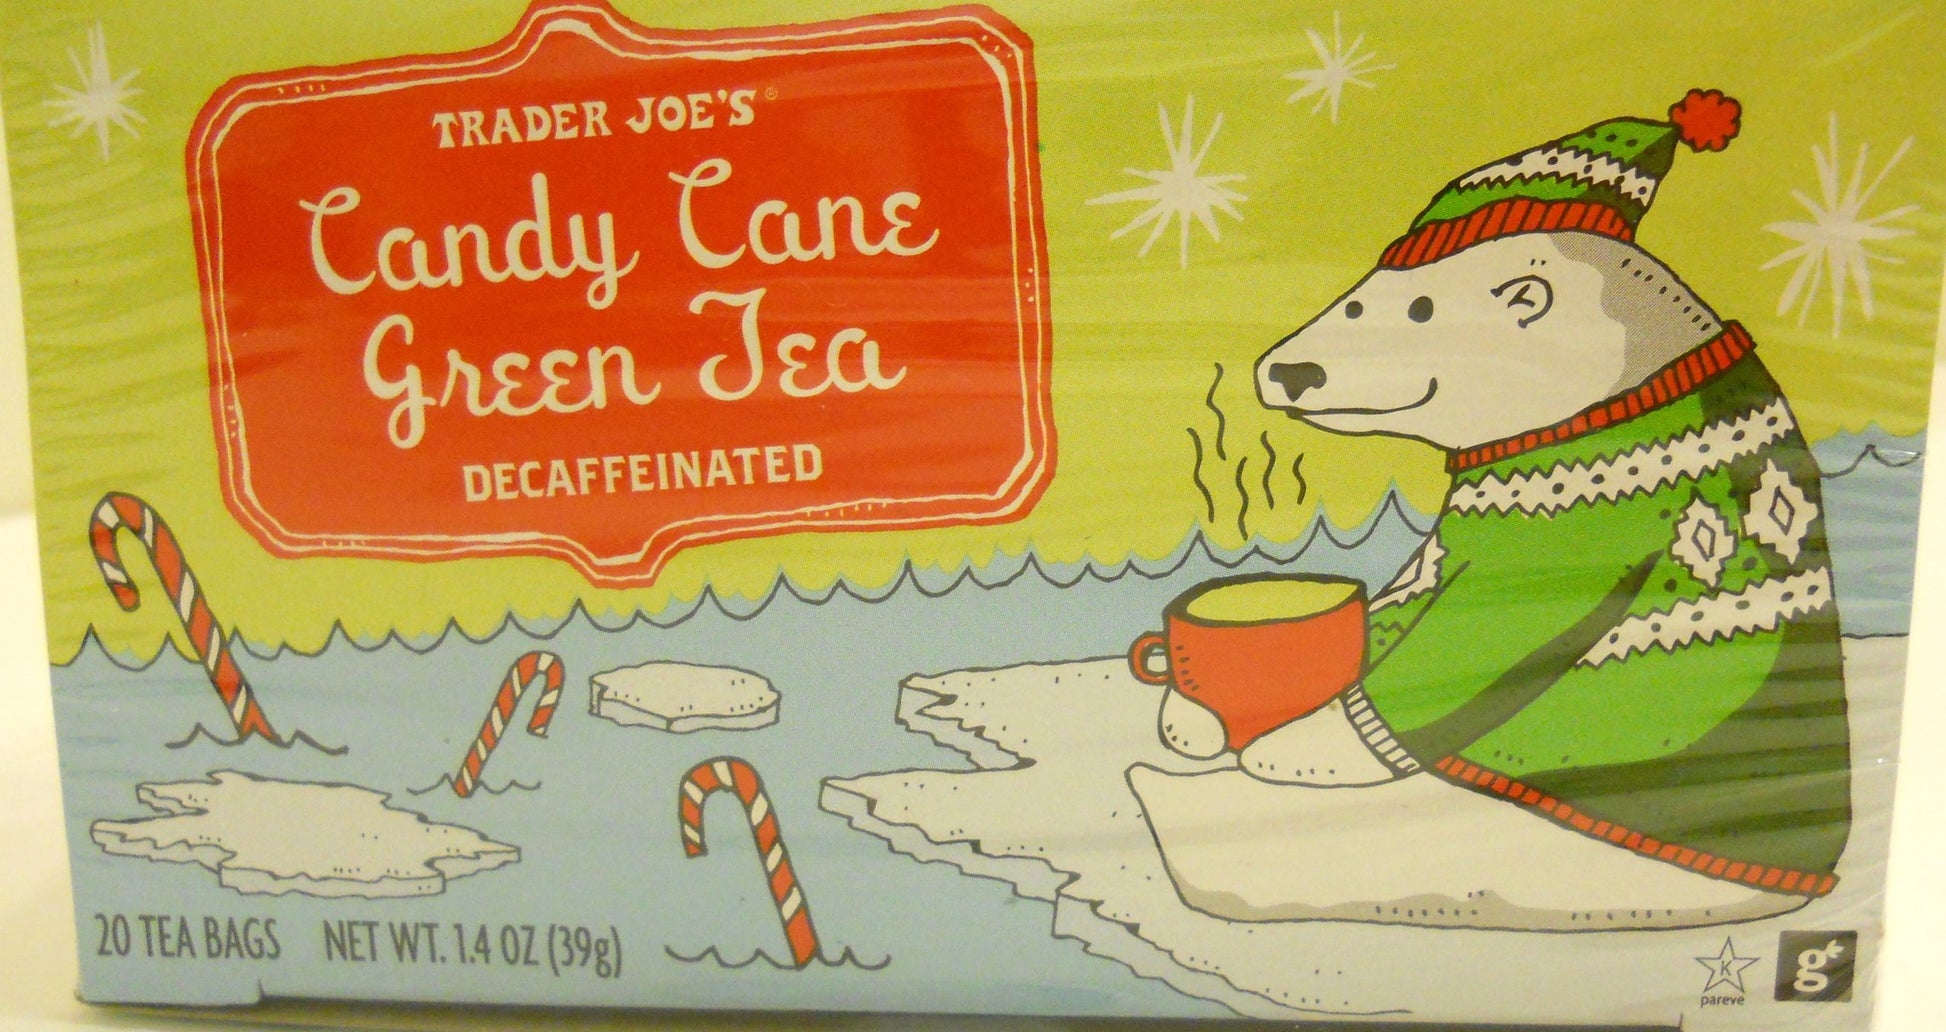 TRADER JOE'S®
Candy Cane
Green Tea
DECAFFEINATED
20 TEA BAGS NET WT. 1.4 OZ (39g)
K
pareve
g